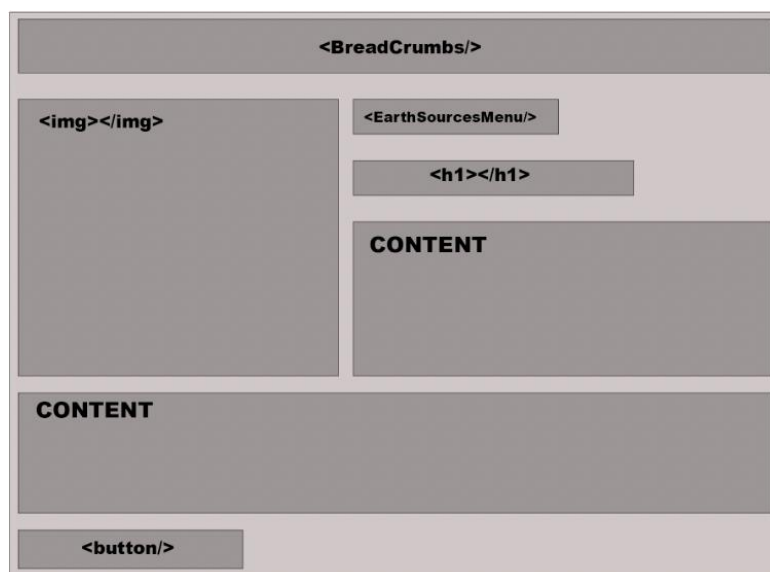 <BreadCrumbs/>
<img></img>
<EarthSourcesMenu/>
<h1></h1>
CONTENT
CONTENT
<button/>